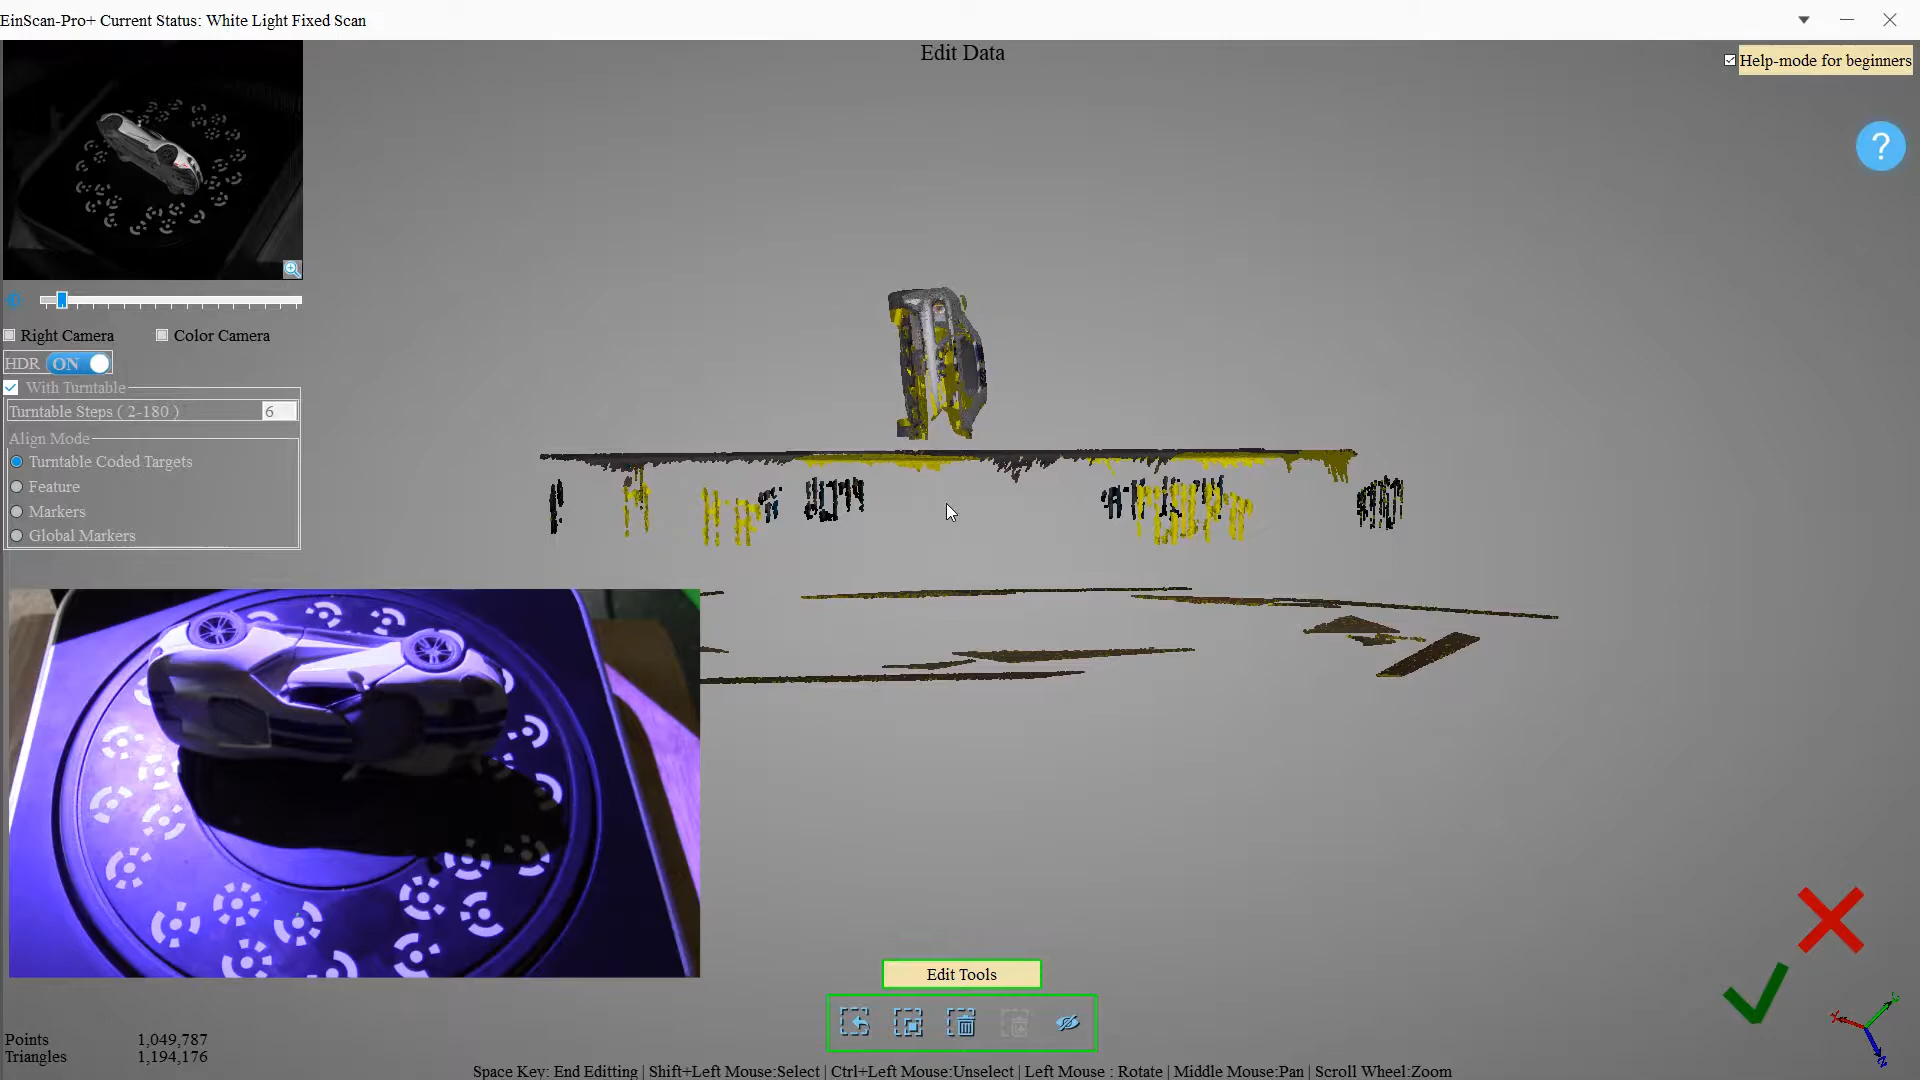 EinScan-Pro+ Current Status: White Light Fixed Scan
Edit Data
Help-mode for beginners
?
Right Camera
Color Camera
HDR ON
With Turntable
Turntable Steps ( 2-180 ) 6
Align Mode
Turntable Coded Targets
Feature
Markers
Global Markers
Edit Tools
Points 1,049,787
Triangles 1,194,176
Space Key: End Editting | Shift+Left Mouse:Select | Ctrl+Left Mouse:Unselect | Left Mouse : Rotate | Middle Mouse:Pan | Scroll Wheel:Zoom